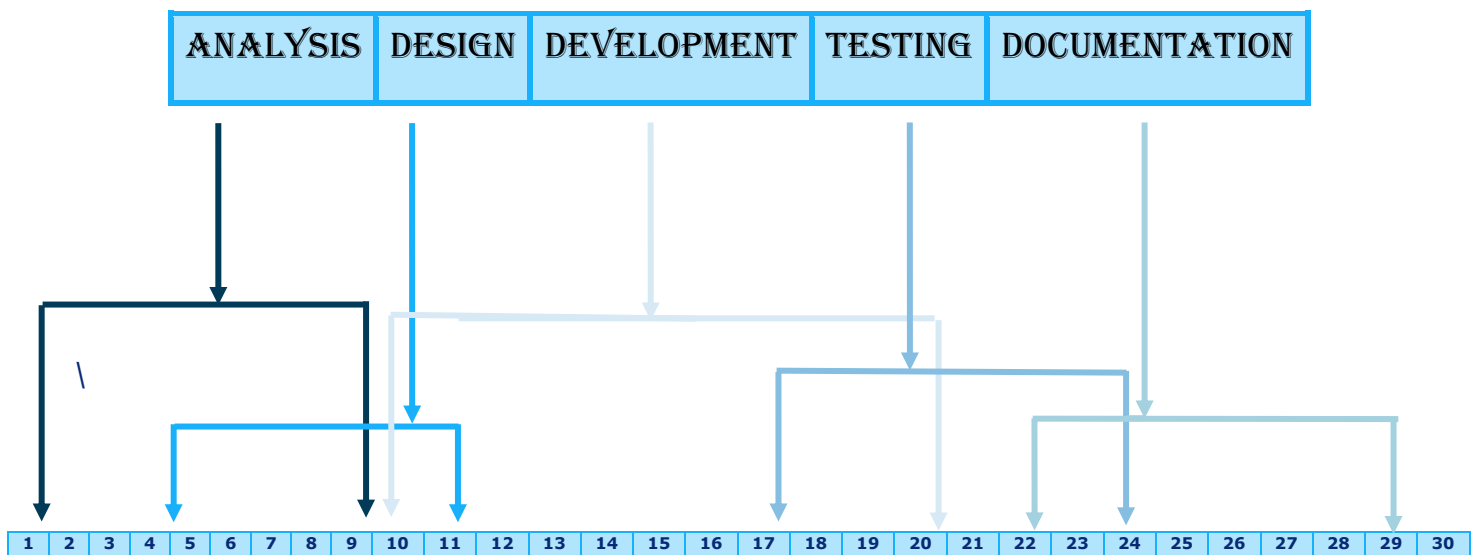 ANALYSIS DESIGN DEVELOPMENT TESTING DOCUMENTATION
\
1 2 3 4 5 6 7 8 9 10 11 12 13 14 15 16 17 18 19 20 21 22 23 24 25 26 27 28 29 30